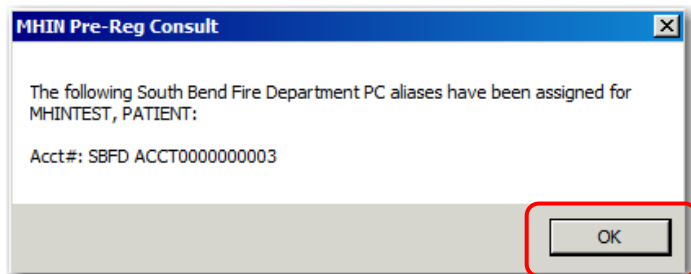 MHIN Pre-Reg Consult
The following South Bend Fire Department PC aliases have been assigned for
MHINTEST, PATIENT:
Acct#: SBFD ACCT0000000003
OK